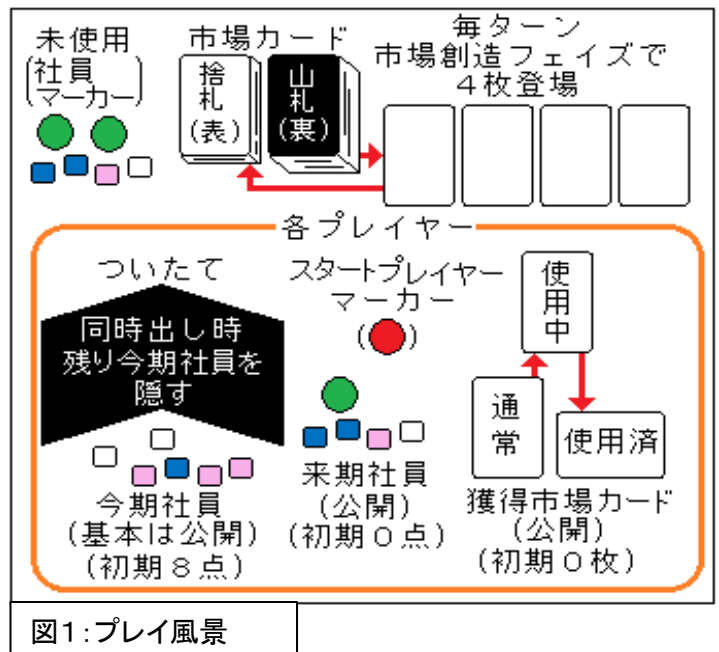 未使用
(社員
マーカー)
市場カード
捨札(表)
山札(裏)
毎ターン
市場創造フェイズで
4枚登場
各プレイヤー
ついたて
同時出し時
残り今期社員を
隠す
今期社員
(基本は公開)
(初期8点)
スタートプレイヤー
マーカー
( )
来期社員
(公開)
(初期0点)
使用中
通常
使用済
獲得市場カード
(公開)
(初期0枚)
図1:プレイ風景